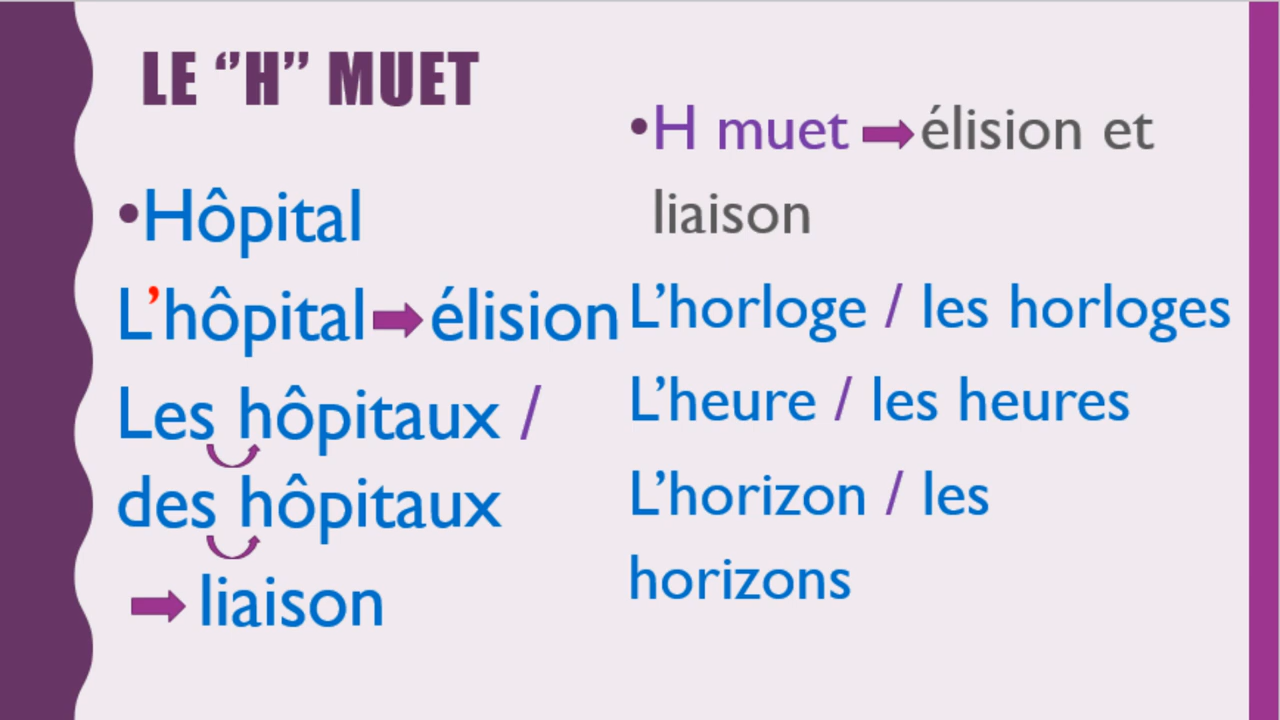 LE “H” MUET
•Hôpital
L’hôpital➡élision
Les hôpitaux /
des hôpitaux
➡ liaison
•H muet ➡élision et
liaison
L’horloge / les horloges
L’heure / les heures
L’horizon / les
horizons